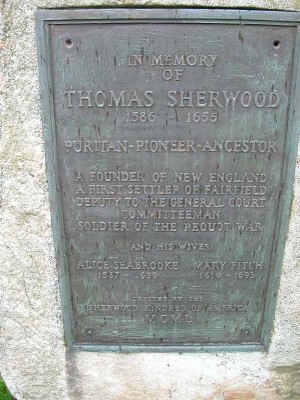 IN MEMORY
OF
THOMAS SHERWOOD
1586 - 1655
PURITAN-PIONEER-ANCESTOR
A FOUNDER OF NEW ENGLAND
A FIRST SETTLER OF FAIRFIELD
DEPUTY TO THE GENERAL COURT
COMMITTEEMAN
SOLDIER OF THE PEQUOT WAR
AND HIS WIVES
ALICE SEABROOKE MARY FITCH
1587 - 1639 1619 - 1693
ERECTED BY THE
SHERWOOD KINDRED OF AMERICA